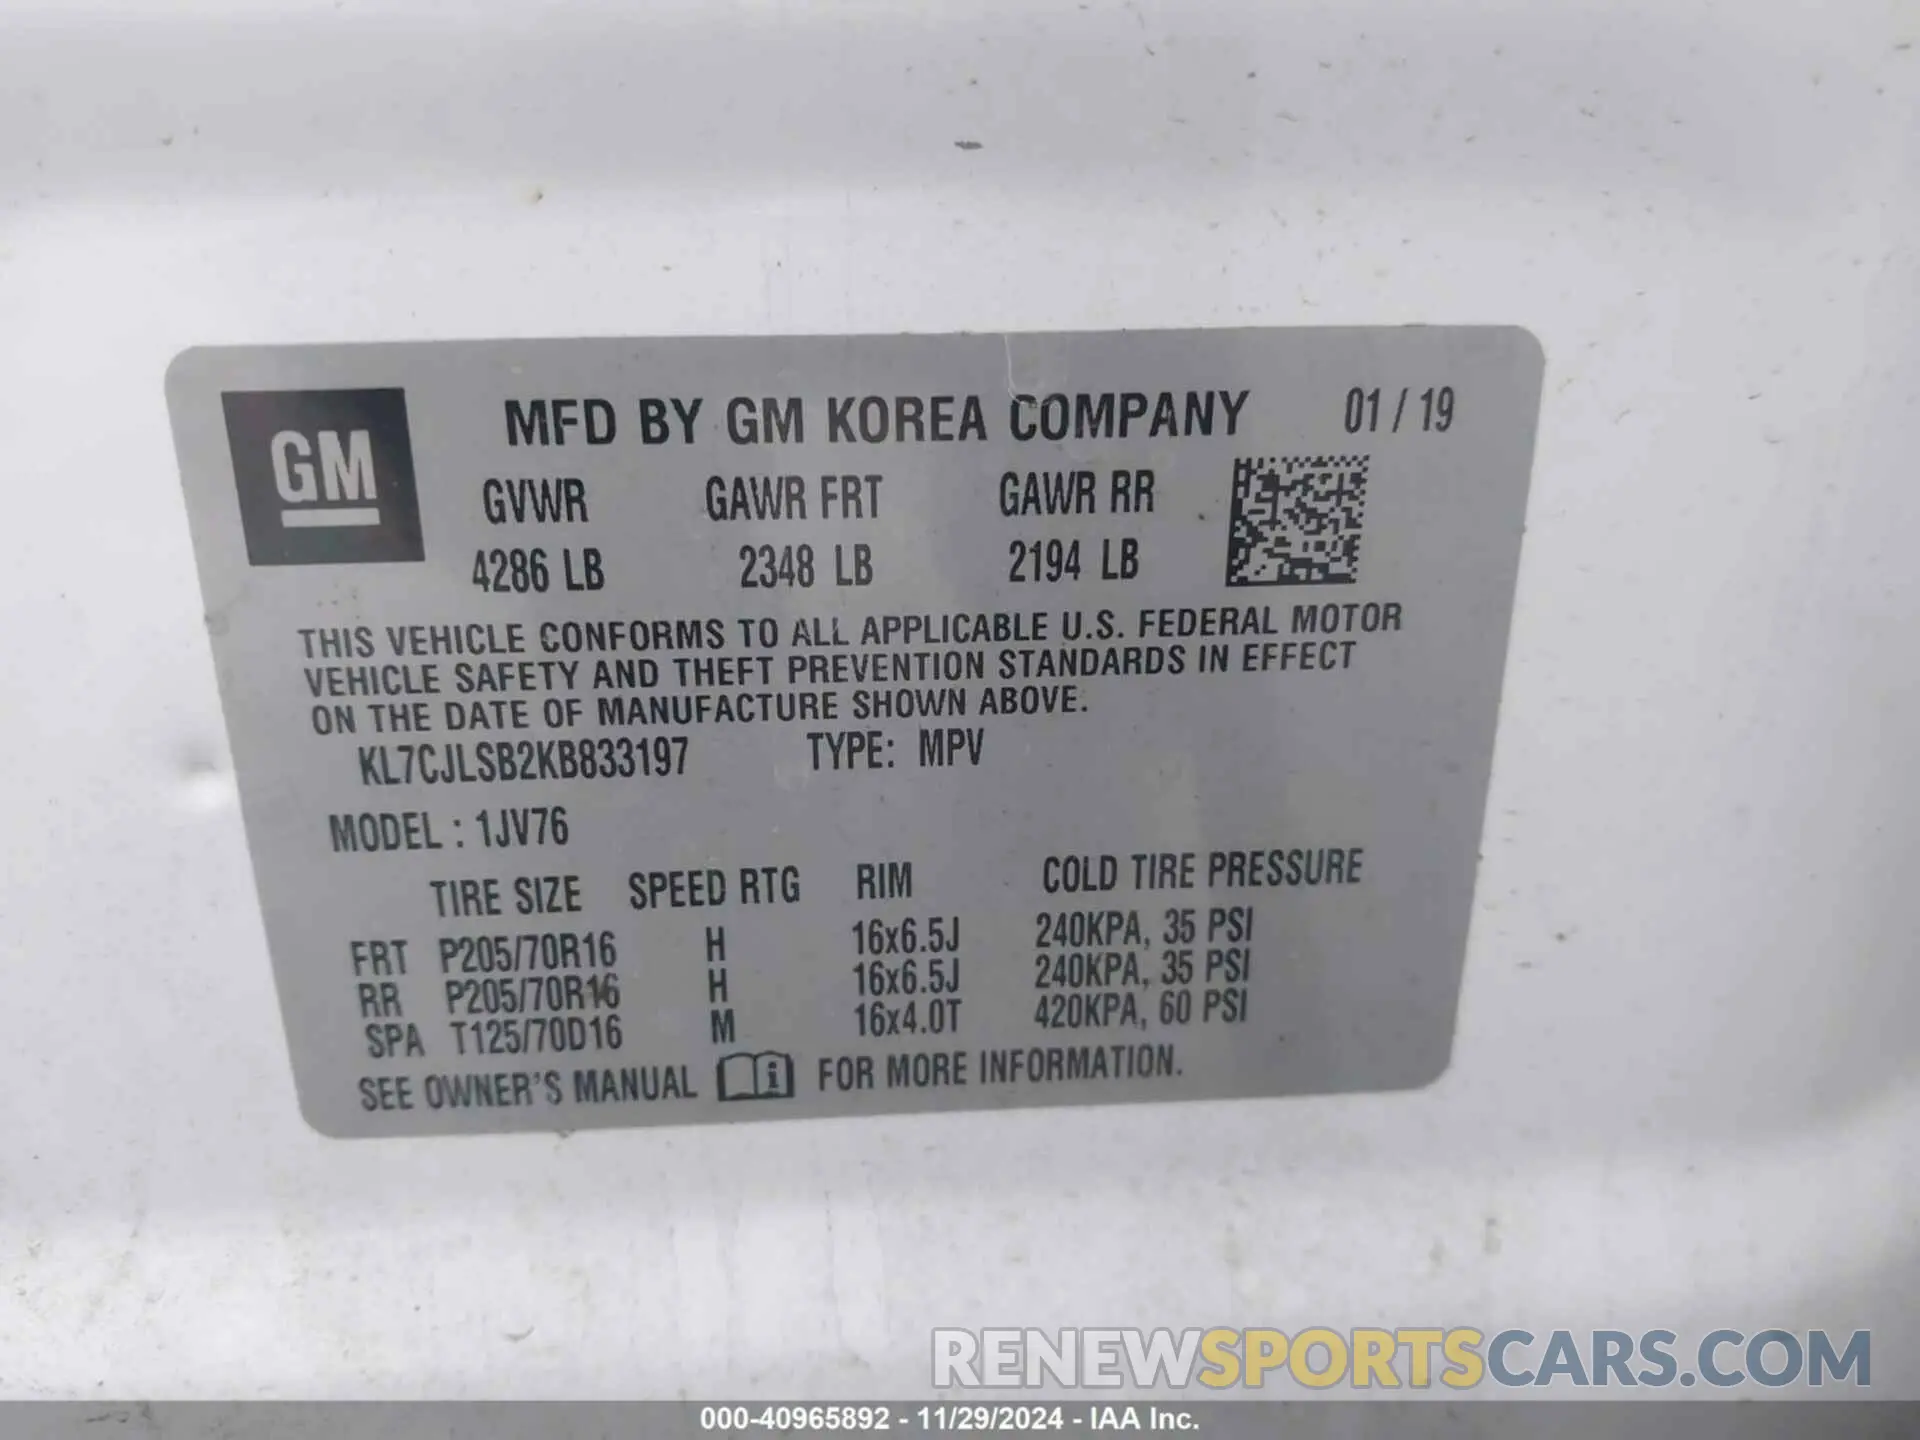 MFD BY GM KOREA COMPANY 01 / 19
GM
GVWR GAWR FRT GAWR RR
4286 LB 2348 LB 2194 LB
THIS VEHICLE CONFORMS TO ALL APPLICABLE U.S. FEDERAL MOTOR
VEHICLE SAFETY AND THEFT PREVENTION STANDARDS IN EFFECT
ON THE DATE OF MANUFACTURE SHOWN ABOVE.
KL7CJLSB2KB833197 TYPE: MPV
MODEL : 1JV76
TIRE SIZE SPEED RTG RIM COLD TIRE PRESSURE
FRT P205/70R16 H 16x6.5J 240KPA, 35 PSI
RR P205/70R16 H 16x6.5J 240KPA, 35 PSI
SPA T125/70D16 M 16x4.0T 420KPA, 60 PSI
SEE OWNER'S MANUAL i FOR MORE INFORMATION.
RENEWSPORTSCARS.COM
000-40965892 - 11/29/2024 - IAA Inc.